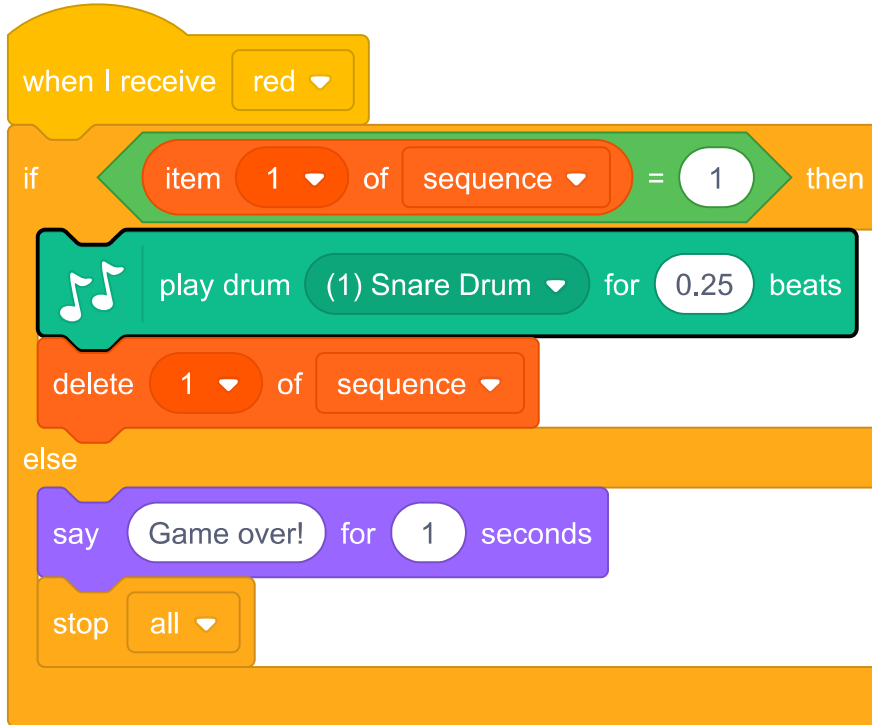 when I receive red
if item 1 of sequence = 1 then
play drum (1) Snare Drum for 0.25 beats
delete 1 of sequence
else
say Game over! for 1 seconds
stop all